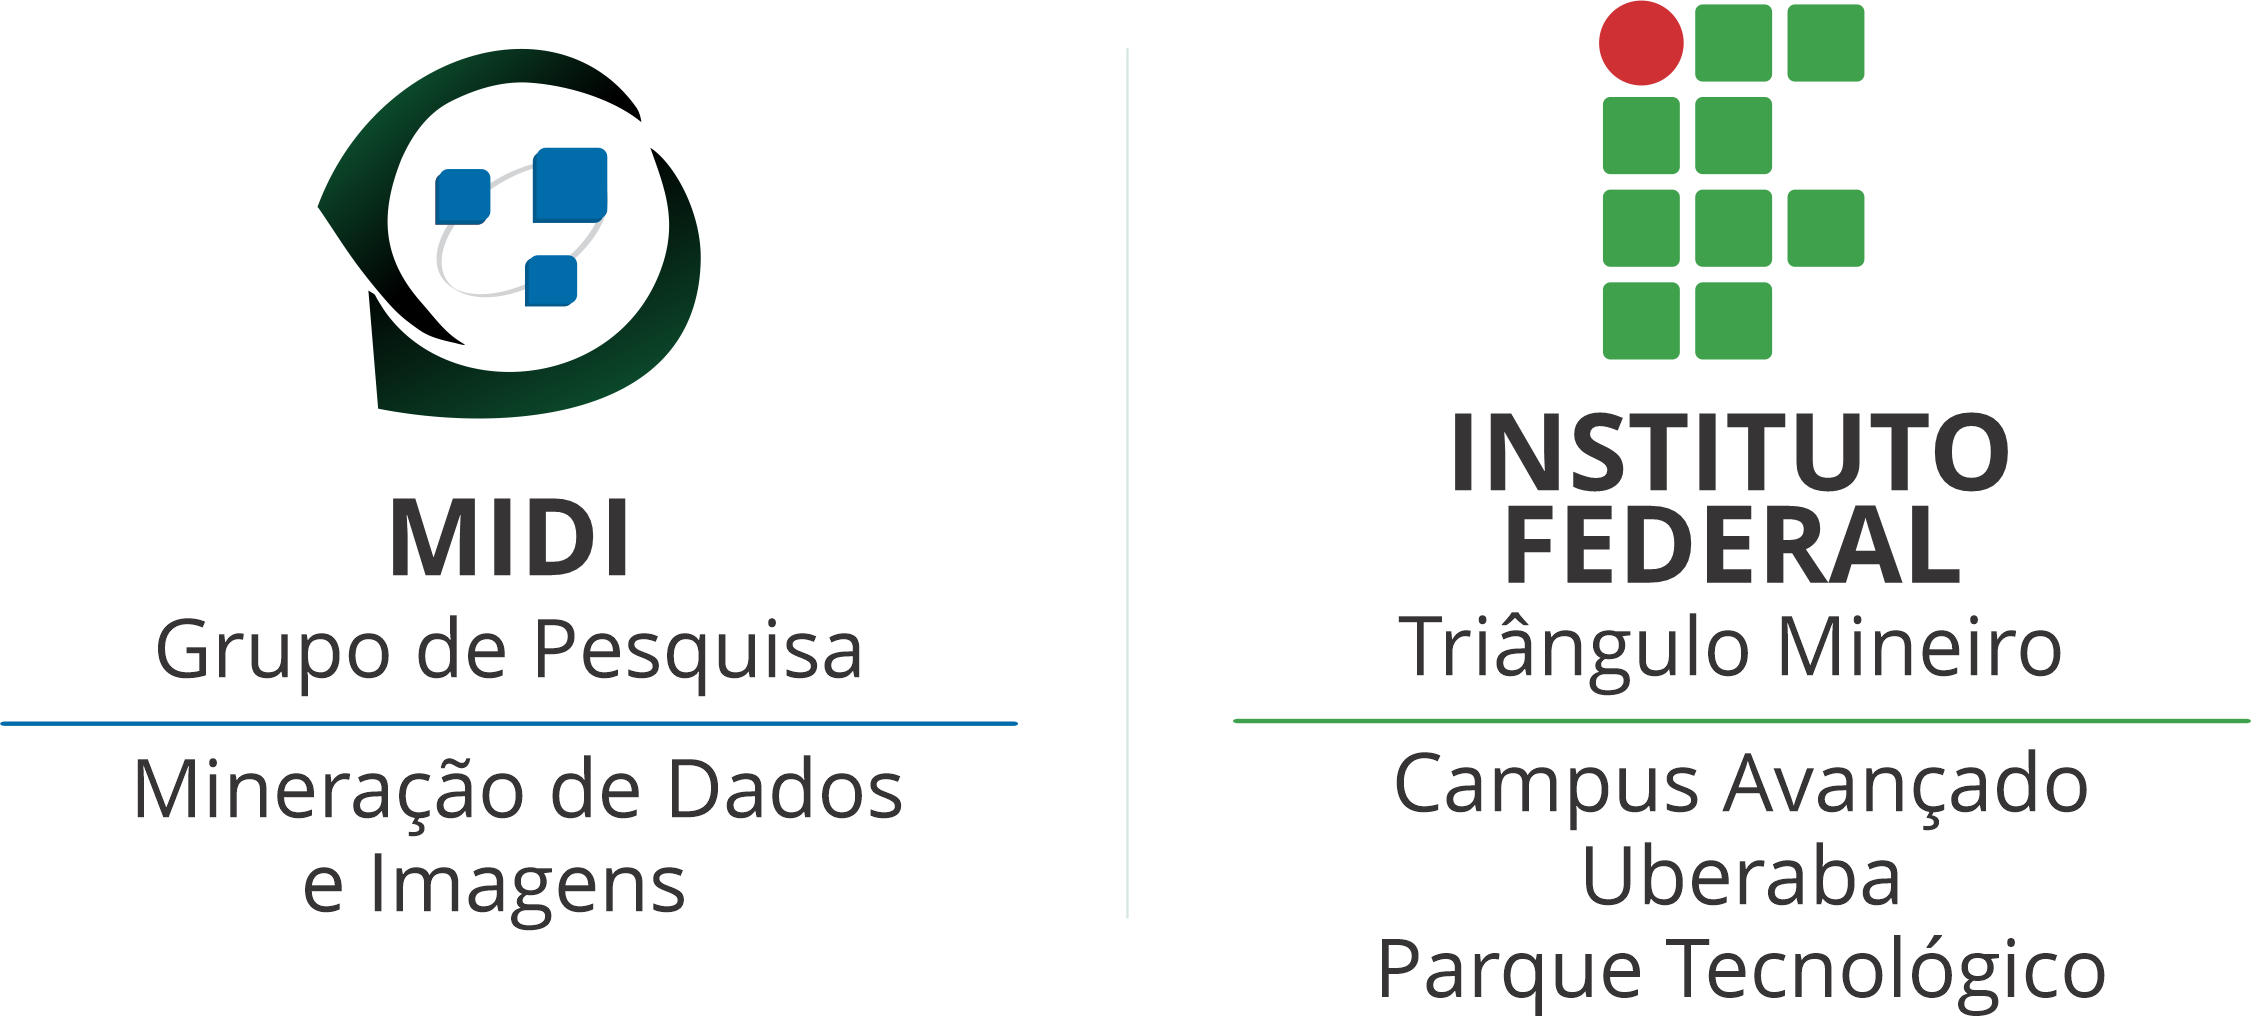 MIDI
Grupo de Pesquisa
Mineração de Dados
e Imagens
INSTITUTO
FEDERAL
Triângulo Mineiro
Campus Avançado
Uberaba
Parque Tecnológico